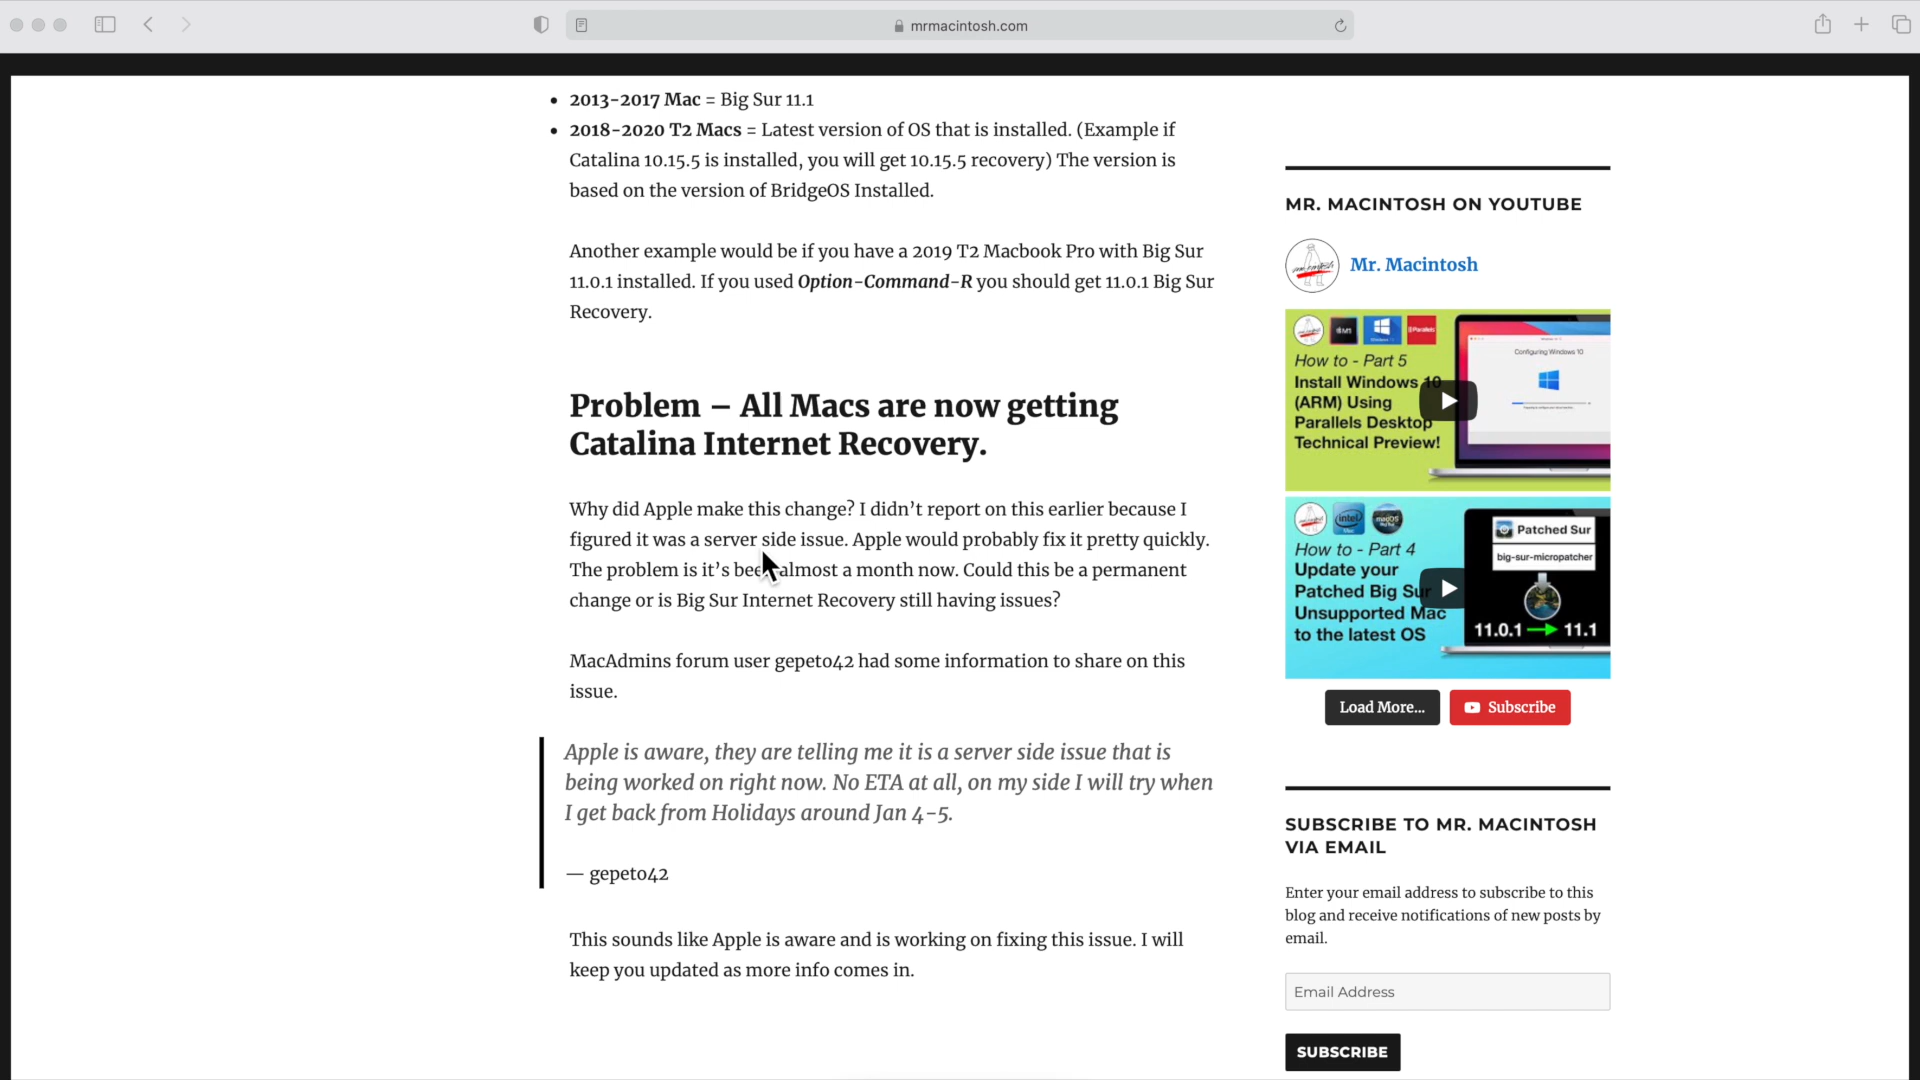 mrmacintosh.com
• 2013-2017 Mac = Big Sur 11.1
• 2018-2020 T2 Macs = Latest version of OS that is installed. (Example if
Catalina 10.15.5 is installed, you will get 10.15.5 recovery) The version is
based on the version of BridgeOS Installed.
Another example would be if you have a 2019 T2 Macbook Pro with Big Sur
11.0.1 installed. If you used Option-Command-R you should get 11.0.1 Big Sur
Recovery.
Problem – All Macs are now getting
Catalina Internet Recovery.
Why did Apple make this change? I didn’t report on this earlier because I
figured it was a server side issue. Apple would probably fix it pretty quickly.
The problem is it’s been almost a month now. Could this be a permanent
change or is Big Sur Internet Recovery still having issues?
MacAdmins forum user gepeto42 had some information to share on this
issue.
Apple is aware, they are telling me it is a server side issue that is
being worked on right now. No ETA at all, on my side I will try when
I get back from Holidays around Jan 4-5.
— gepeto42
This sounds like Apple is aware and is working on fixing this issue. I will
keep you updated as more info comes in.
MR. MACINTOSH ON YOUTUBE
Mr. Macintosh
How to - Part 5
Install Windows 10
(ARM) Using
Parallels Desktop
Technical Preview!
Configuring Windows 10
How to - Part 4
Update your
Patched Big Sur
Unsupported Mac
to the latest OS
intel
Patched Sur
big-sur-micropatcher
11.0.1 → 11.1
Load More...
Subscribe
SUBSCRIBE TO MR. MACINTOSH
VIA EMAIL
Enter your email address to subscribe to this
blog and receive notifications of new posts by
email.
Email Address
SUBSCRIBE